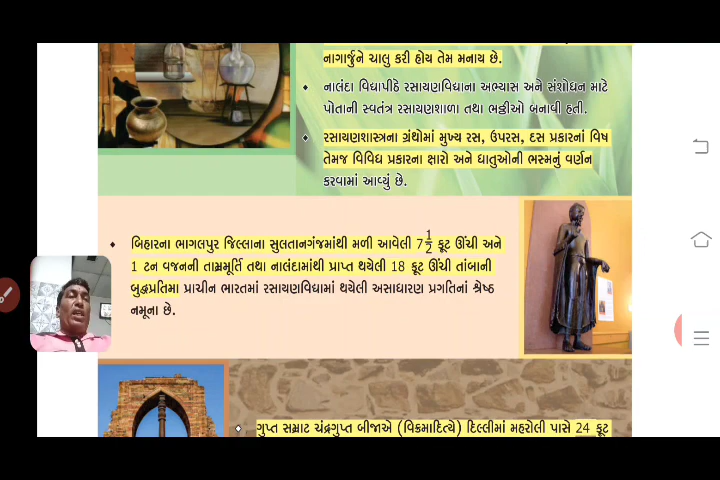 નાગાર્જુને ચાલુ કરી હોય તેમ મનાય છે.
નાલંદા વિદ્યાપીઠે રસાયણવિદ્યાના અભ્યાસ અને સંશોધન માટે
પોતાની સ્વતંત્ર રસાયણશાળા તથા ભઠ્ઠીઓ બનાવી હતી.
રસાયણશાસ્ત્રના ગ્રંથોમાં મુખ્ય રસ, ઉપરસ, દસ પ્રકારનાં વિષ
તેમજ વિવિધ પ્રકારના ક્ષારો અને ધાતુઓની ભસ્મનું વર્ણન
કરવામાં આવ્યું છે.
બિહારના ભાગલપુર જિલ્લાના સુલતાનગંજમાંથી મળી આવેલી 7 1/2 ફૂટ ઊંચી અને
1 ટન વજનની તામ્રમૂર્તિ તથા નાલંદામાંથી પ્રાપ્ત થયેલી 18 ફૂટ ઊંચી તાંબાની
બુદ્ધપ્રતિમા પ્રાચીન ભારતમાં રસાયણવિદ્યામાં થયેલી અસાધારણ પ્રગતિનાં શ્રેષ્ઠ
નમૂના છે.
ગુપ્ત સમ્રાટ ચંદ્રગુપ્ત બીજાએ (વિક્રમાદિત્યે) દિલ્લીમાં મહરોલી પાસે 24 ફૂટ